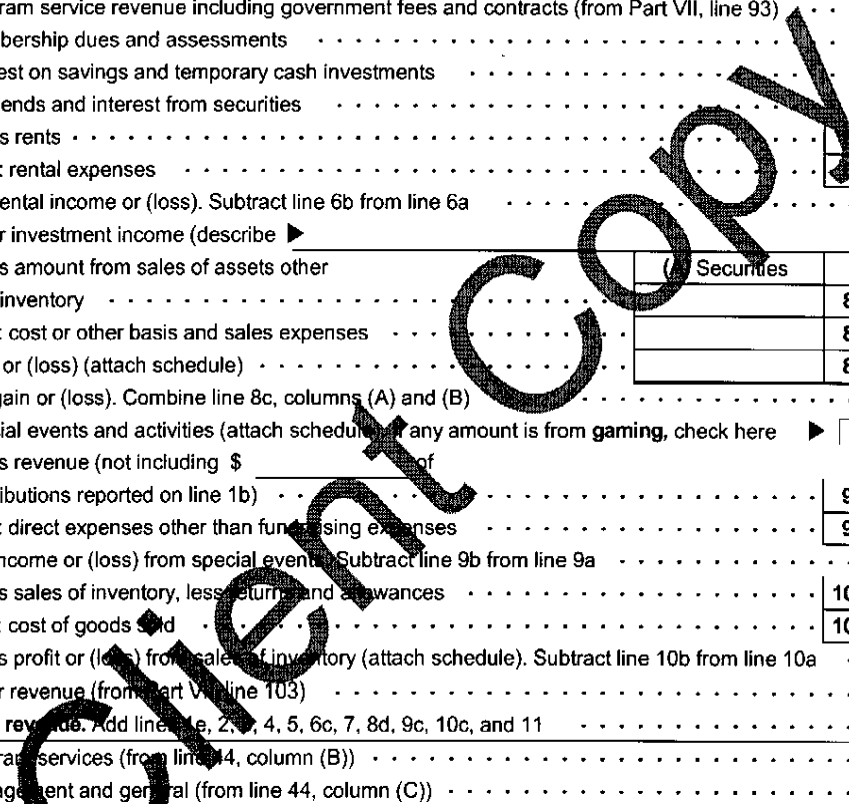 ram service revenue including government fees and contracts (from Part VII, line 93)
bership dues and assessments
est on savings and temporary cash investments
ends and interest from securities
s rents
rental expenses
ental income or (loss). Subtract line 6b from line 6a
r investment income (describe ▶
s amount from sales of assets other
(A) Securities
inventory 8
: cost or other basis and sales expenses 8
or (loss) (attach schedule) 8
gain or (loss). Combine line 8c, columns (A) and (B)
ial events and activities (attach schedule). If any amount is from gaming, check here ▶
s revenue (not including $ of
ibutions reported on line 1b) 9
: direct expenses other than fundraising expenses 9
ncome or (loss) from special events. Subtract line 9b from line 9a
s sales of inventory, less returns and allowances 10
: cost of goods sold 10
s profit or (loss) from sales of inventory (attach schedule). Subtract line 10b from line 10a
r revenue (from Part VII, line 103)
revenue. Add lines 1e, 2, 3, 4, 5, 6c, 7, 8d, 9c, 10c, and 11
ram services (from line 44, column (B))
agement and general (from line 44, column (C))
Client Copy